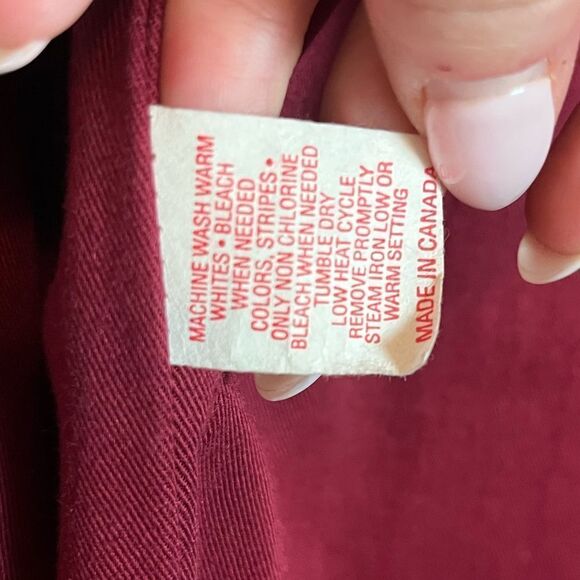 MACHINE WASH WARM
WHITES • BLEACH
WHEN NEEDED
COLORS, STRIPES •
ONLY NON CHLORINE
BLEACH WHEN NEEDED
TUMBLE DRY
LOW HEAT CYCLE
REMOVE PROMPTLY
STEAM IRON LOW OR
WARM SETTING
MADE IN CANADA